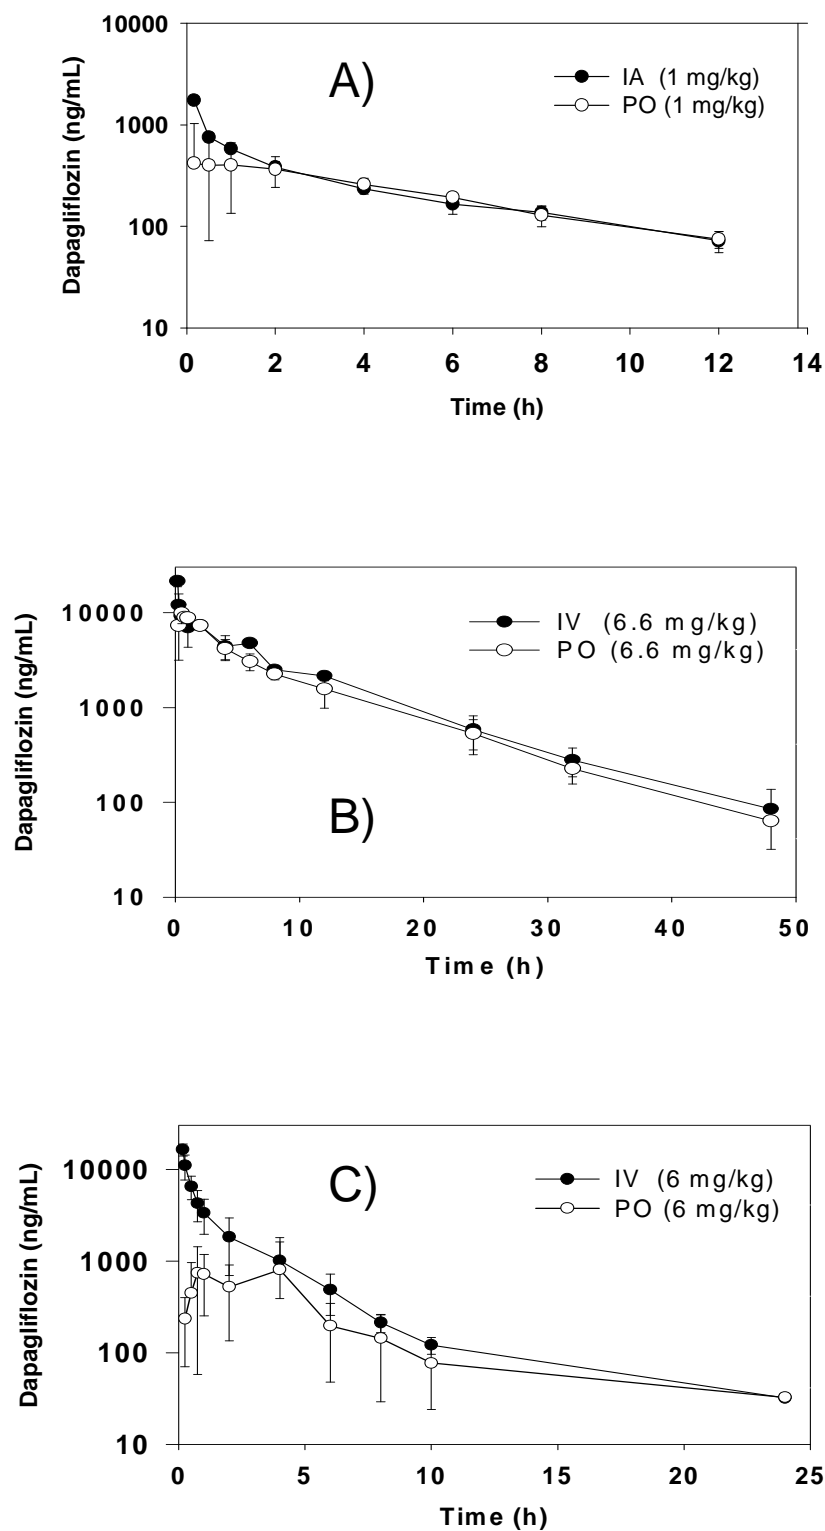 10000
A)
IA (1 mg/kg)
PO (1 mg/kg)
1000
100
10
Dapagliflozin (ng/mL)
0 2 4 6 8 10 12 14
Time (h)
IV (6.6 mg/kg)
PO (6.6 mg/kg)
10000
1000
100
10
B)
Dapagliflozin (ng/mL)
0 10 20 30 40 50
Time (h)
C)
IV (6 mg/kg)
PO (6 mg/kg)
10000
1000
100
10
Dapagliflozin (ng/mL)
0 5 10 15 20 25
Time (h)